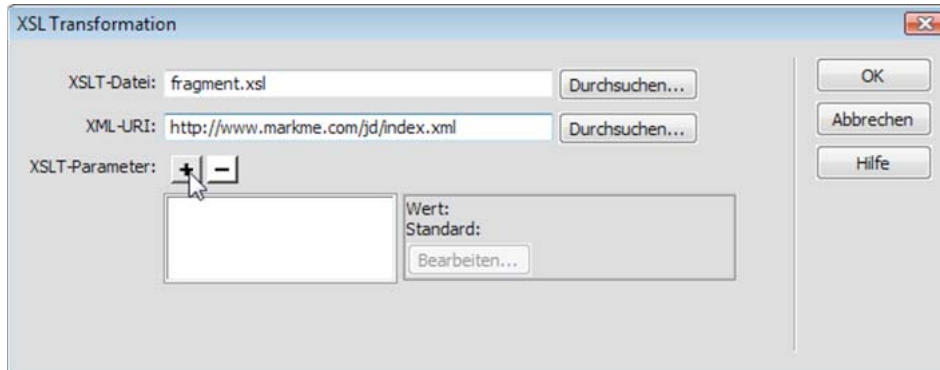 XSL Transformation
XSLT-Datei: fragment.xsl Durchsuchen... OK
XML-URI: http://www.markme.com/jd/index.xml Durchsuchen... Abbrechen
XSLT-Parameter: + − Hilfe
Wert:
Standard:
Bearbeiten...